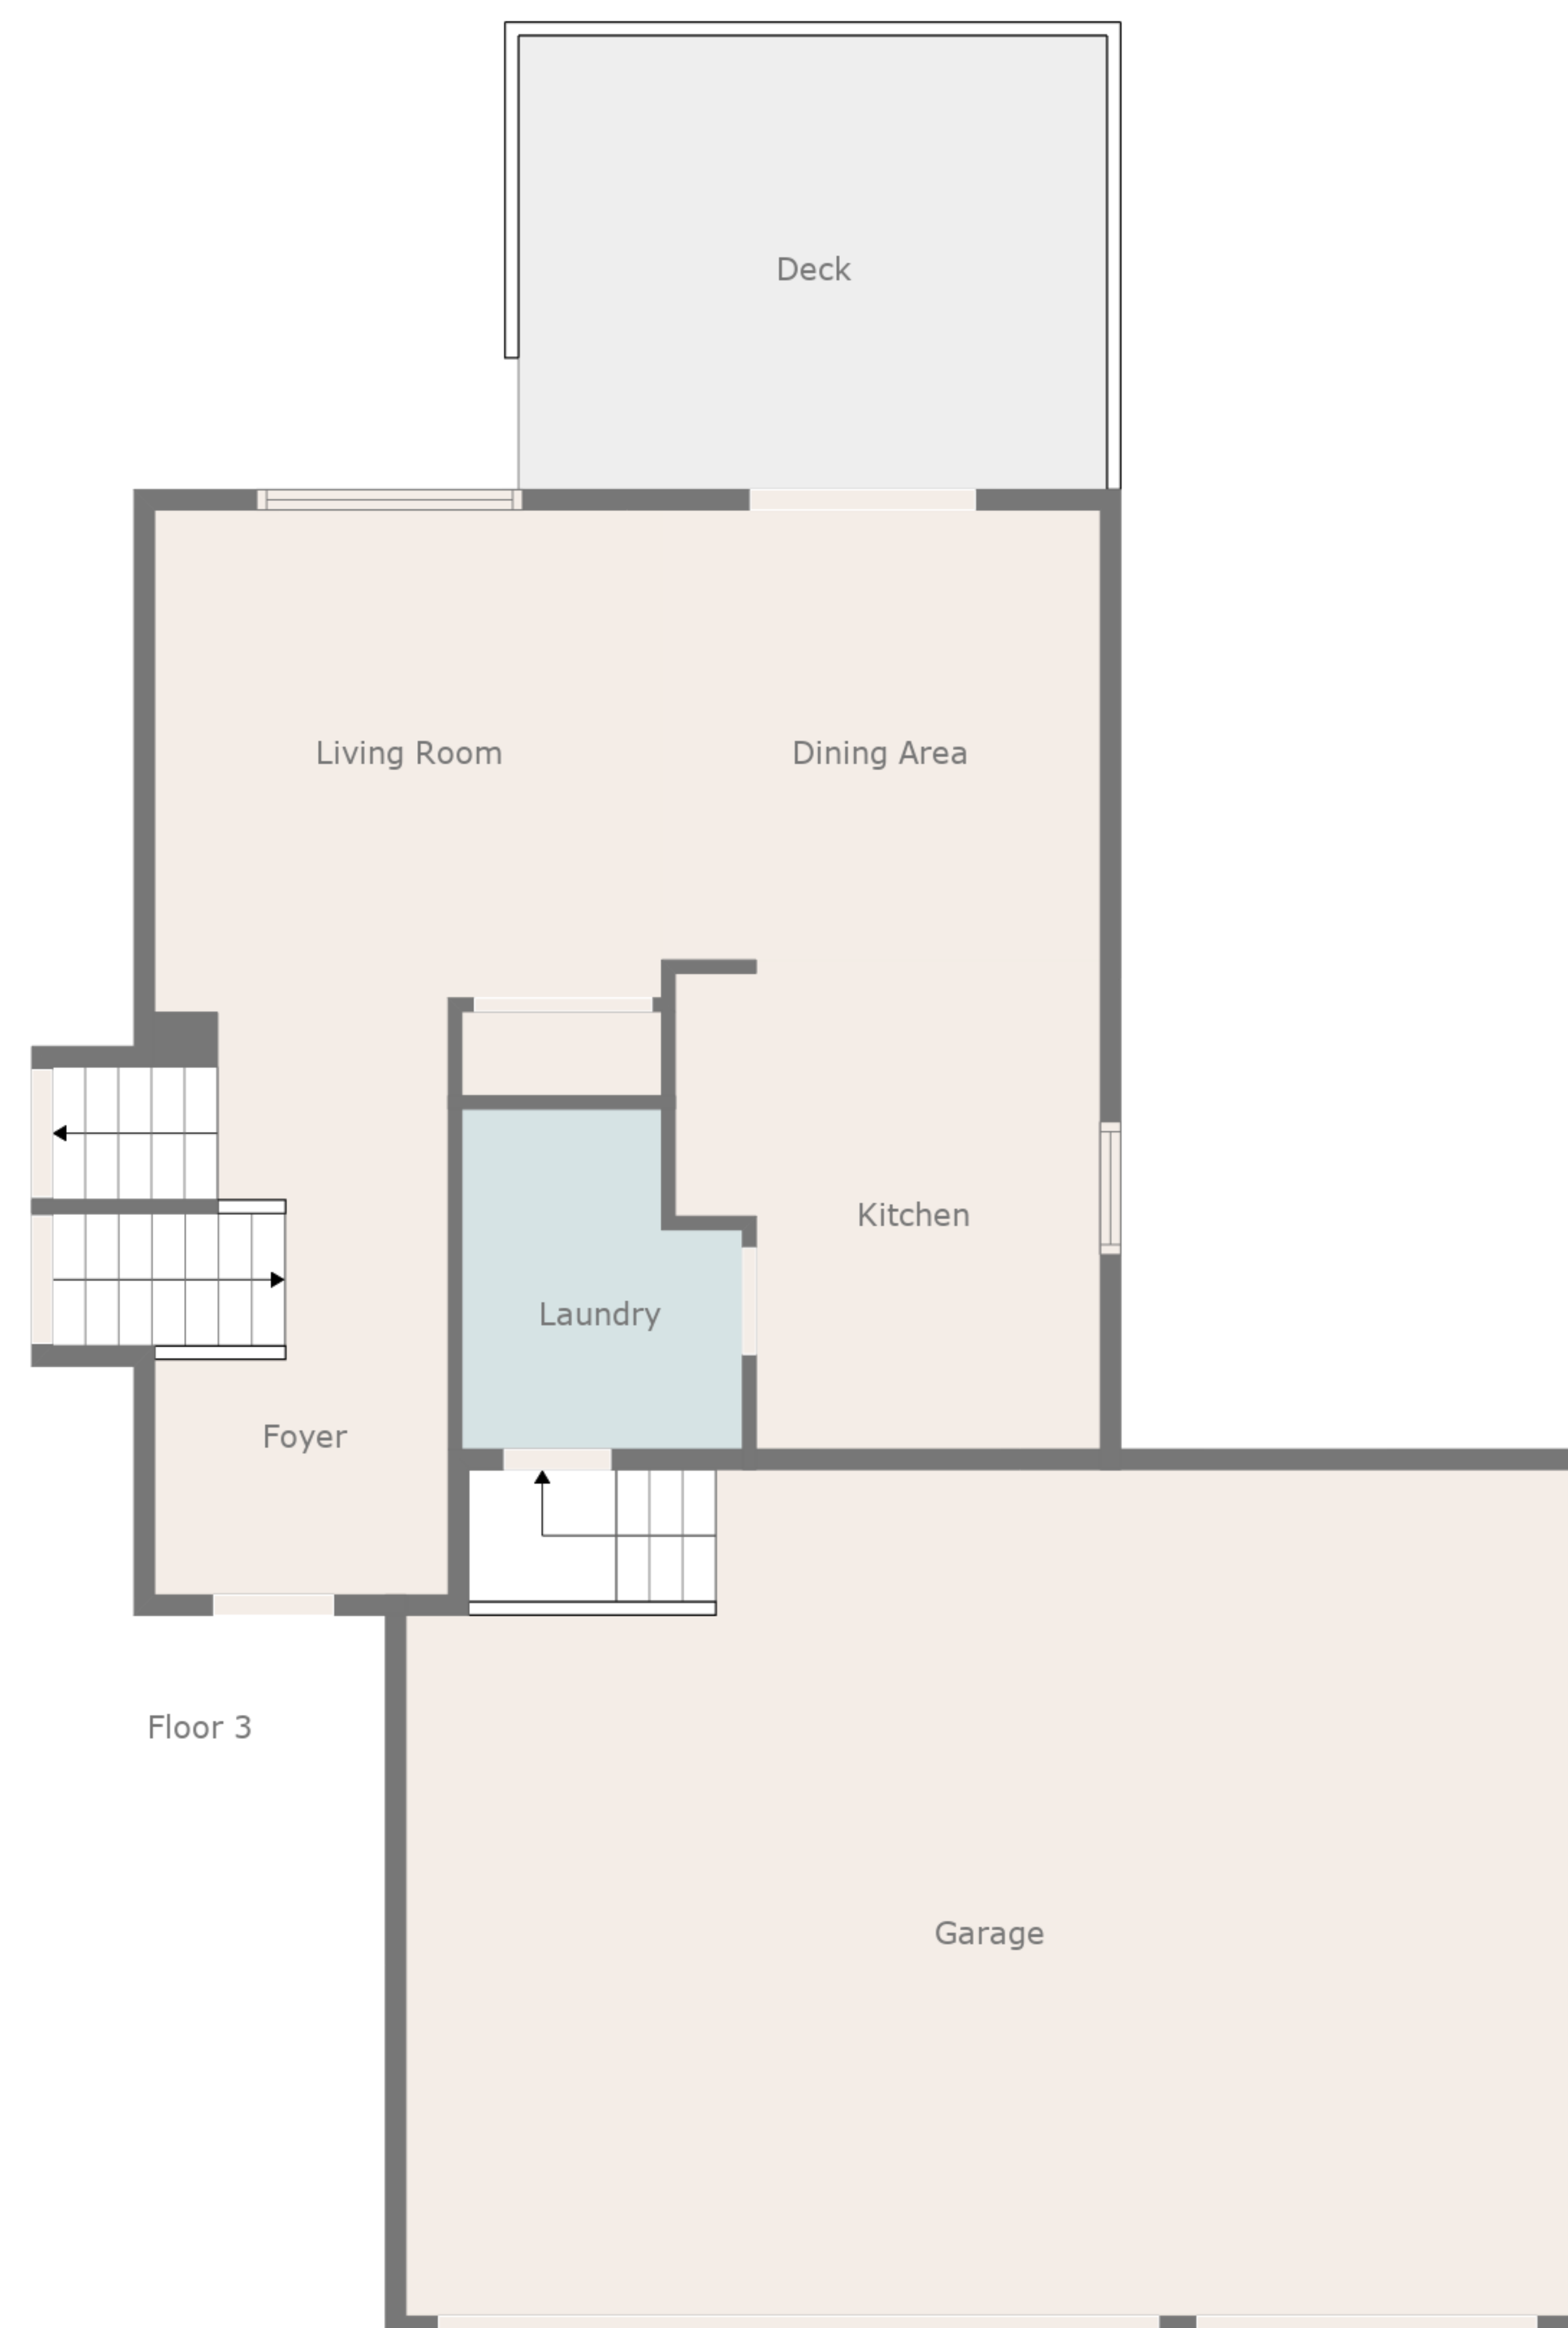 Deck
Living Room
Dining Area
Kitchen
Laundry
Foyer
Floor 3
Garage